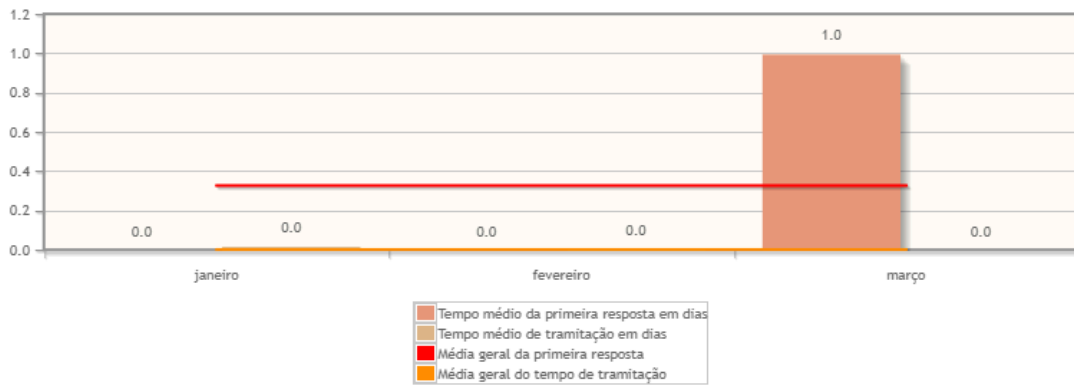 1.2
1.0
0.8
0.6
0.4
0.2
0.0
0.0
0.0
0.0
0.0
1.0
0.0
janeiro
fevereiro
março
Tempo médio da primeira resposta em dias
Tempo médio de tramitação em dias
Média geral da primeira resposta
Média geral do tempo de tramitação